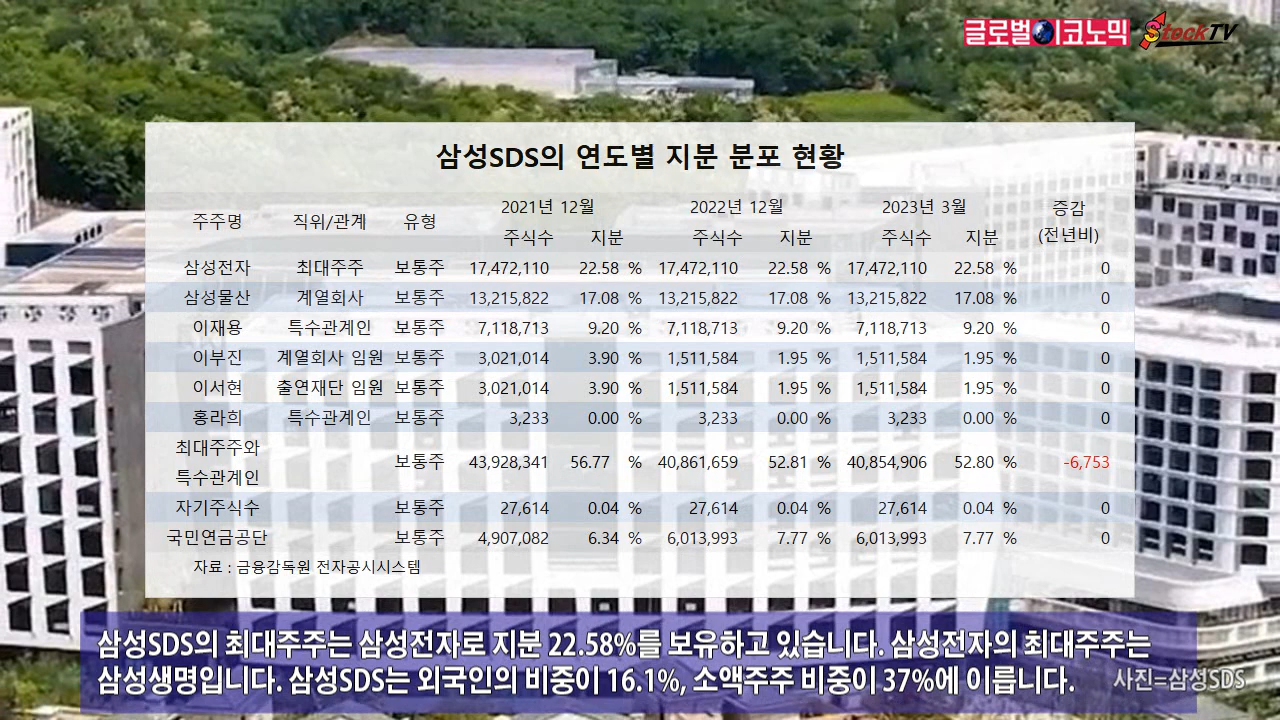 글로벌이코노믹 StockTV
삼성SDS의 연도별 지분 분포 현황
주주명 직위/관계 유형 2021년 12월 2022년 12월 2023년 3월 증감 (전년비)
주식수 지분 주식수 지분 주식수 지분
삼성전자 최대주주 보통주 17,472,110 22.58 % 17,472,110 22.58 % 17,472,110 22.58 % 0
삼성물산 계열회사 보통주 13,215,822 17.08 % 13,215,822 17.08 % 13,215,822 17.08 % 0
이재용 특수관계인 보통주 7,118,713 9.20 % 7,118,713 9.20 % 7,118,713 9.20 % 0
이부진 계열회사 임원 보통주 3,021,014 3.90 % 1,511,584 1.95 % 1,511,584 1.95 % 0
이서현 출연재단 임원 보통주 3,021,014 3.90 % 1,511,584 1.95 % 1,511,584 1.95 % 0
홍라희 특수관계인 보통주 3,233 0.00 % 3,233 0.00 % 3,233 0.00 % 0
최대주주와
특수관계인 보통주 43,928,341 56.77 % 40,861,659 52.81 % 40,854,906 52.80 % -6,753
자기주식수 보통주 27,614 0.04 % 27,614 0.04 % 27,614 0.04 % 0
국민연금공단 보통주 4,907,082 6.34 % 6,013,993 7.77 % 6,013,993 7.77 % 0
자료 : 금융감독원 전자공시시스템
삼성SDS의 최대주주는 삼성전자로 지분 22.58%를 보유하고 있습니다. 삼성전자의 최대주주는
삼성생명입니다. 삼성SDS는 외국인의 비중이 16.1%, 소액주주 비중이 37%에 이릅니다.
사진=삼성SDS